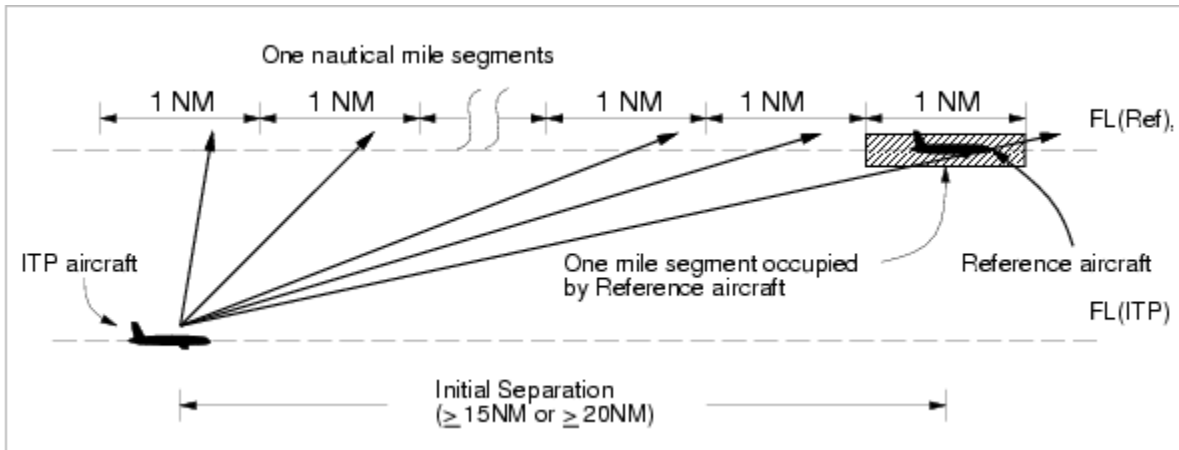 One nautical mile segments
1 NM
1 NM
1 NM
1 NM
1 NM
FL(Ref),
ITP aircraft
One mile segment occupied
by Reference aircraft
Reference aircraft
FL(ITP)
Initial Separation
(≥ 15NM or ≥ 20NM)